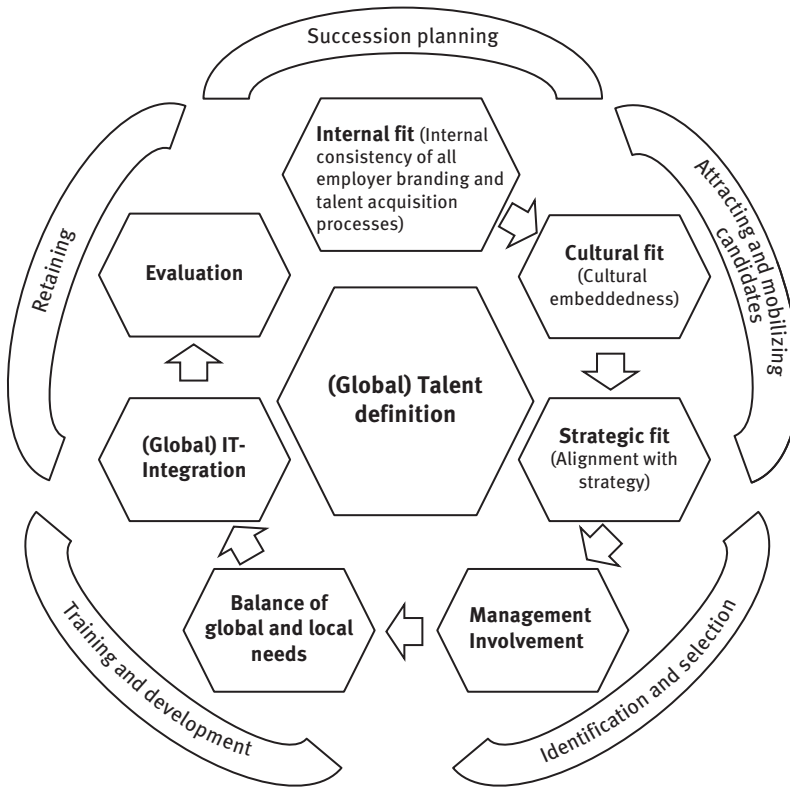 Succession planning
Attracting and mobilizing
candidates
Identification and selection
Training and development
Retaining
Internal fit (Internal
consistency of all
employer branding and
talent acquisition
processes)
Cultural fit
(Cultural
embeddedness)
Strategic fit
(Alignment with
strategy)
Management
Involvement
Balance of
global and local
needs
(Global) IT-
Integration
Evaluation
(Global) Talent
definition